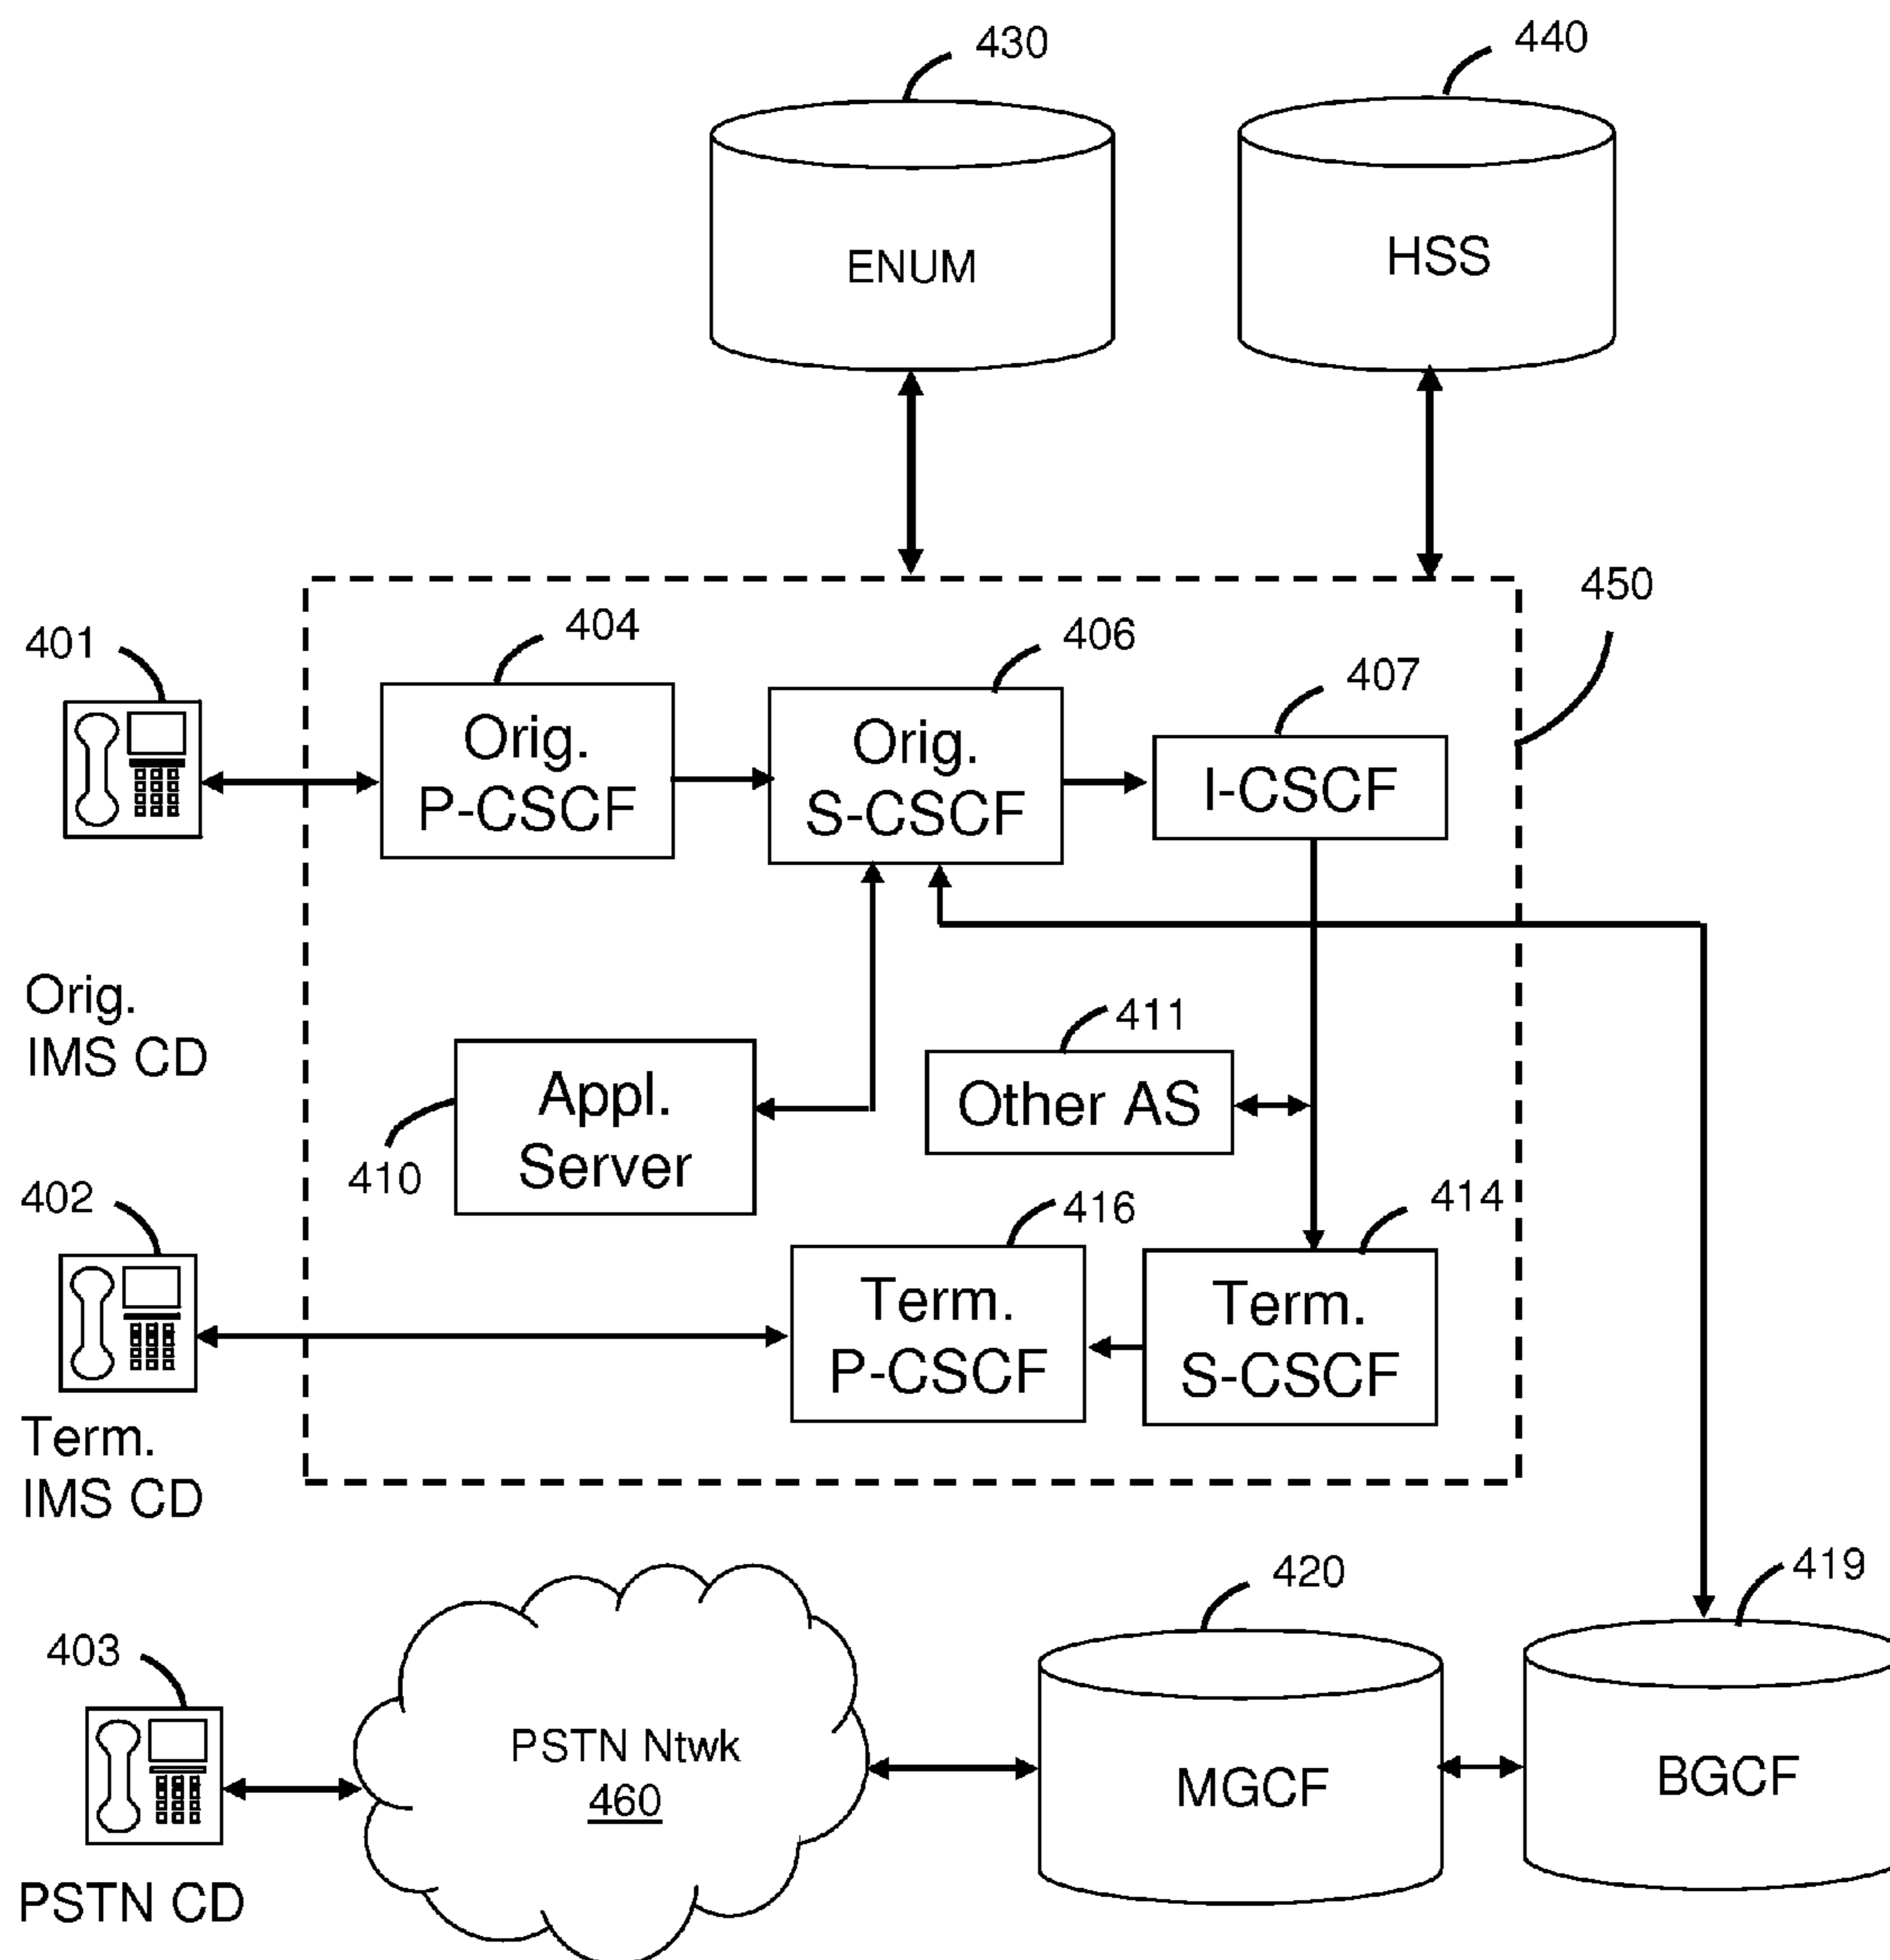 430
440
ENUM
HSS
450
401
404
406
407
Orig.
P-CSCF
Orig.
S-CSCF
I-CSCF
Orig.
IMS CD
410
Appl.
Server
411
Other AS
402
416
414
Term.
P-CSCF
Term.
S-CSCF
Term.
IMS CD
403
420
419
PSTN Ntwk
460
MGCF
BGCF
PSTN CD